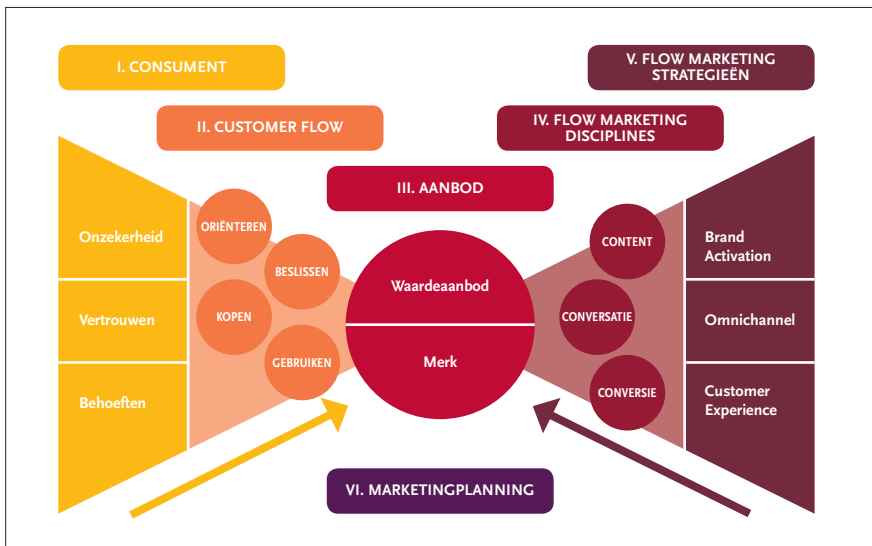 I. CONSUMENT
V. FLOW MARKETING
STRATEGIEËN
II. CUSTOMER FLOW
IV. FLOW MARKETING
DISCIPLINES
III. AANBOD
Onzekerheid
Vertrouwen
Behoeften
ORIËNTEREN
BESLISSEN
KOPEN
GEBRUIKEN
Waardeaanbod
Merk
CONTENT
CONVERSATIE
CONVERSIE
Brand
Activation
Omnichannel
Customer
Experience
VI. MARKETINGPLANNING